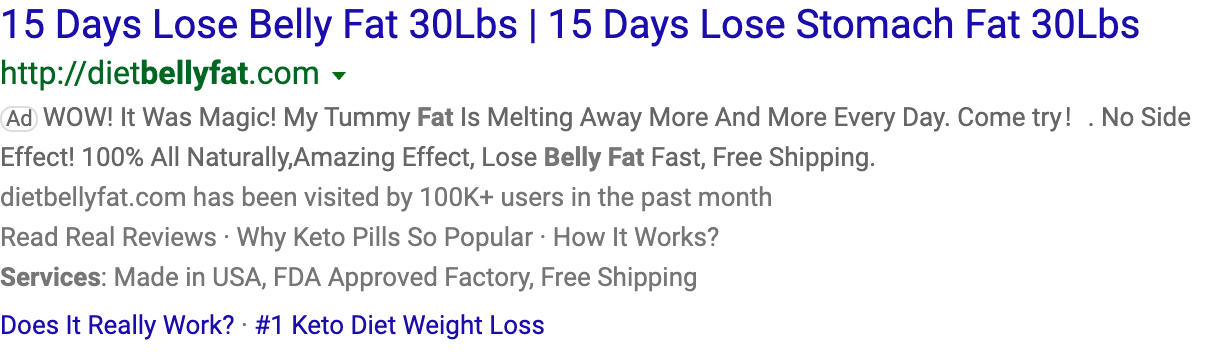 15 Days Lose Belly Fat 30Lbs | 15 Days Lose Stomach Fat 30Lbs
http://dietbellyfat.com
Ad WOW! It Was Magic! My Tummy Fat Is Melting Away More And More Every Day. Come try！ . No Side
Effect! 100% All Naturally,Amazing Effect, Lose Belly Fat Fast, Free Shipping.
dietbellyfat.com has been visited by 100K+ users in the past month
Read Real Reviews · Why Keto Pills So Popular · How It Works?
Services: Made in USA, FDA Approved Factory, Free Shipping
Does It Really Work? · #1 Keto Diet Weight Loss